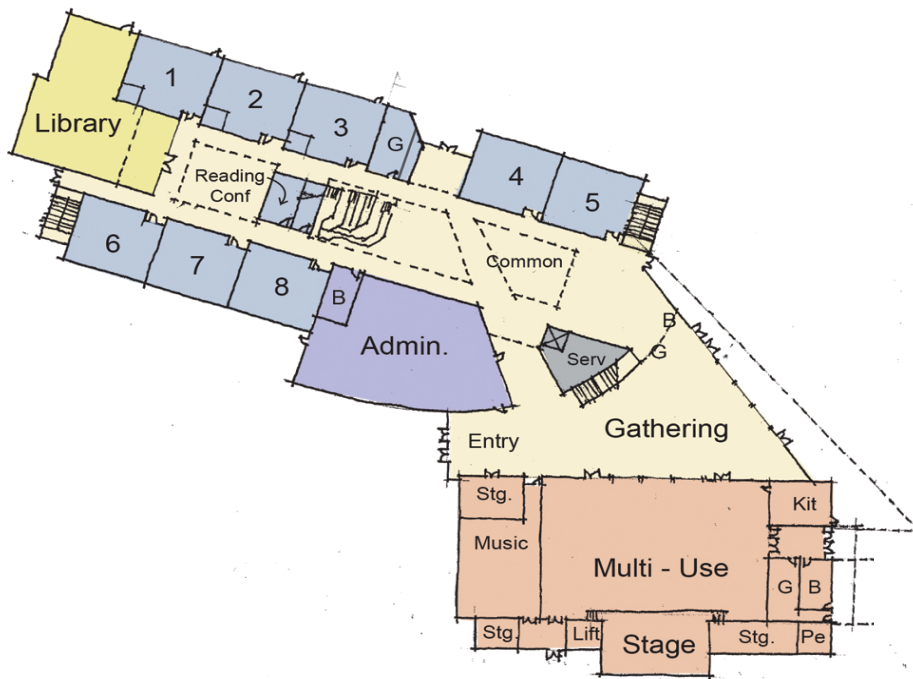 1
2
3
G
Library
4
5
Reading
Conf
6
7
8
B
Common
Admin.
B
G
Serv
Entry
Gathering
Stg.
Kit
Music
Multi - Use
G
B
Stg.
Lift
Stage
Stg.
Pe